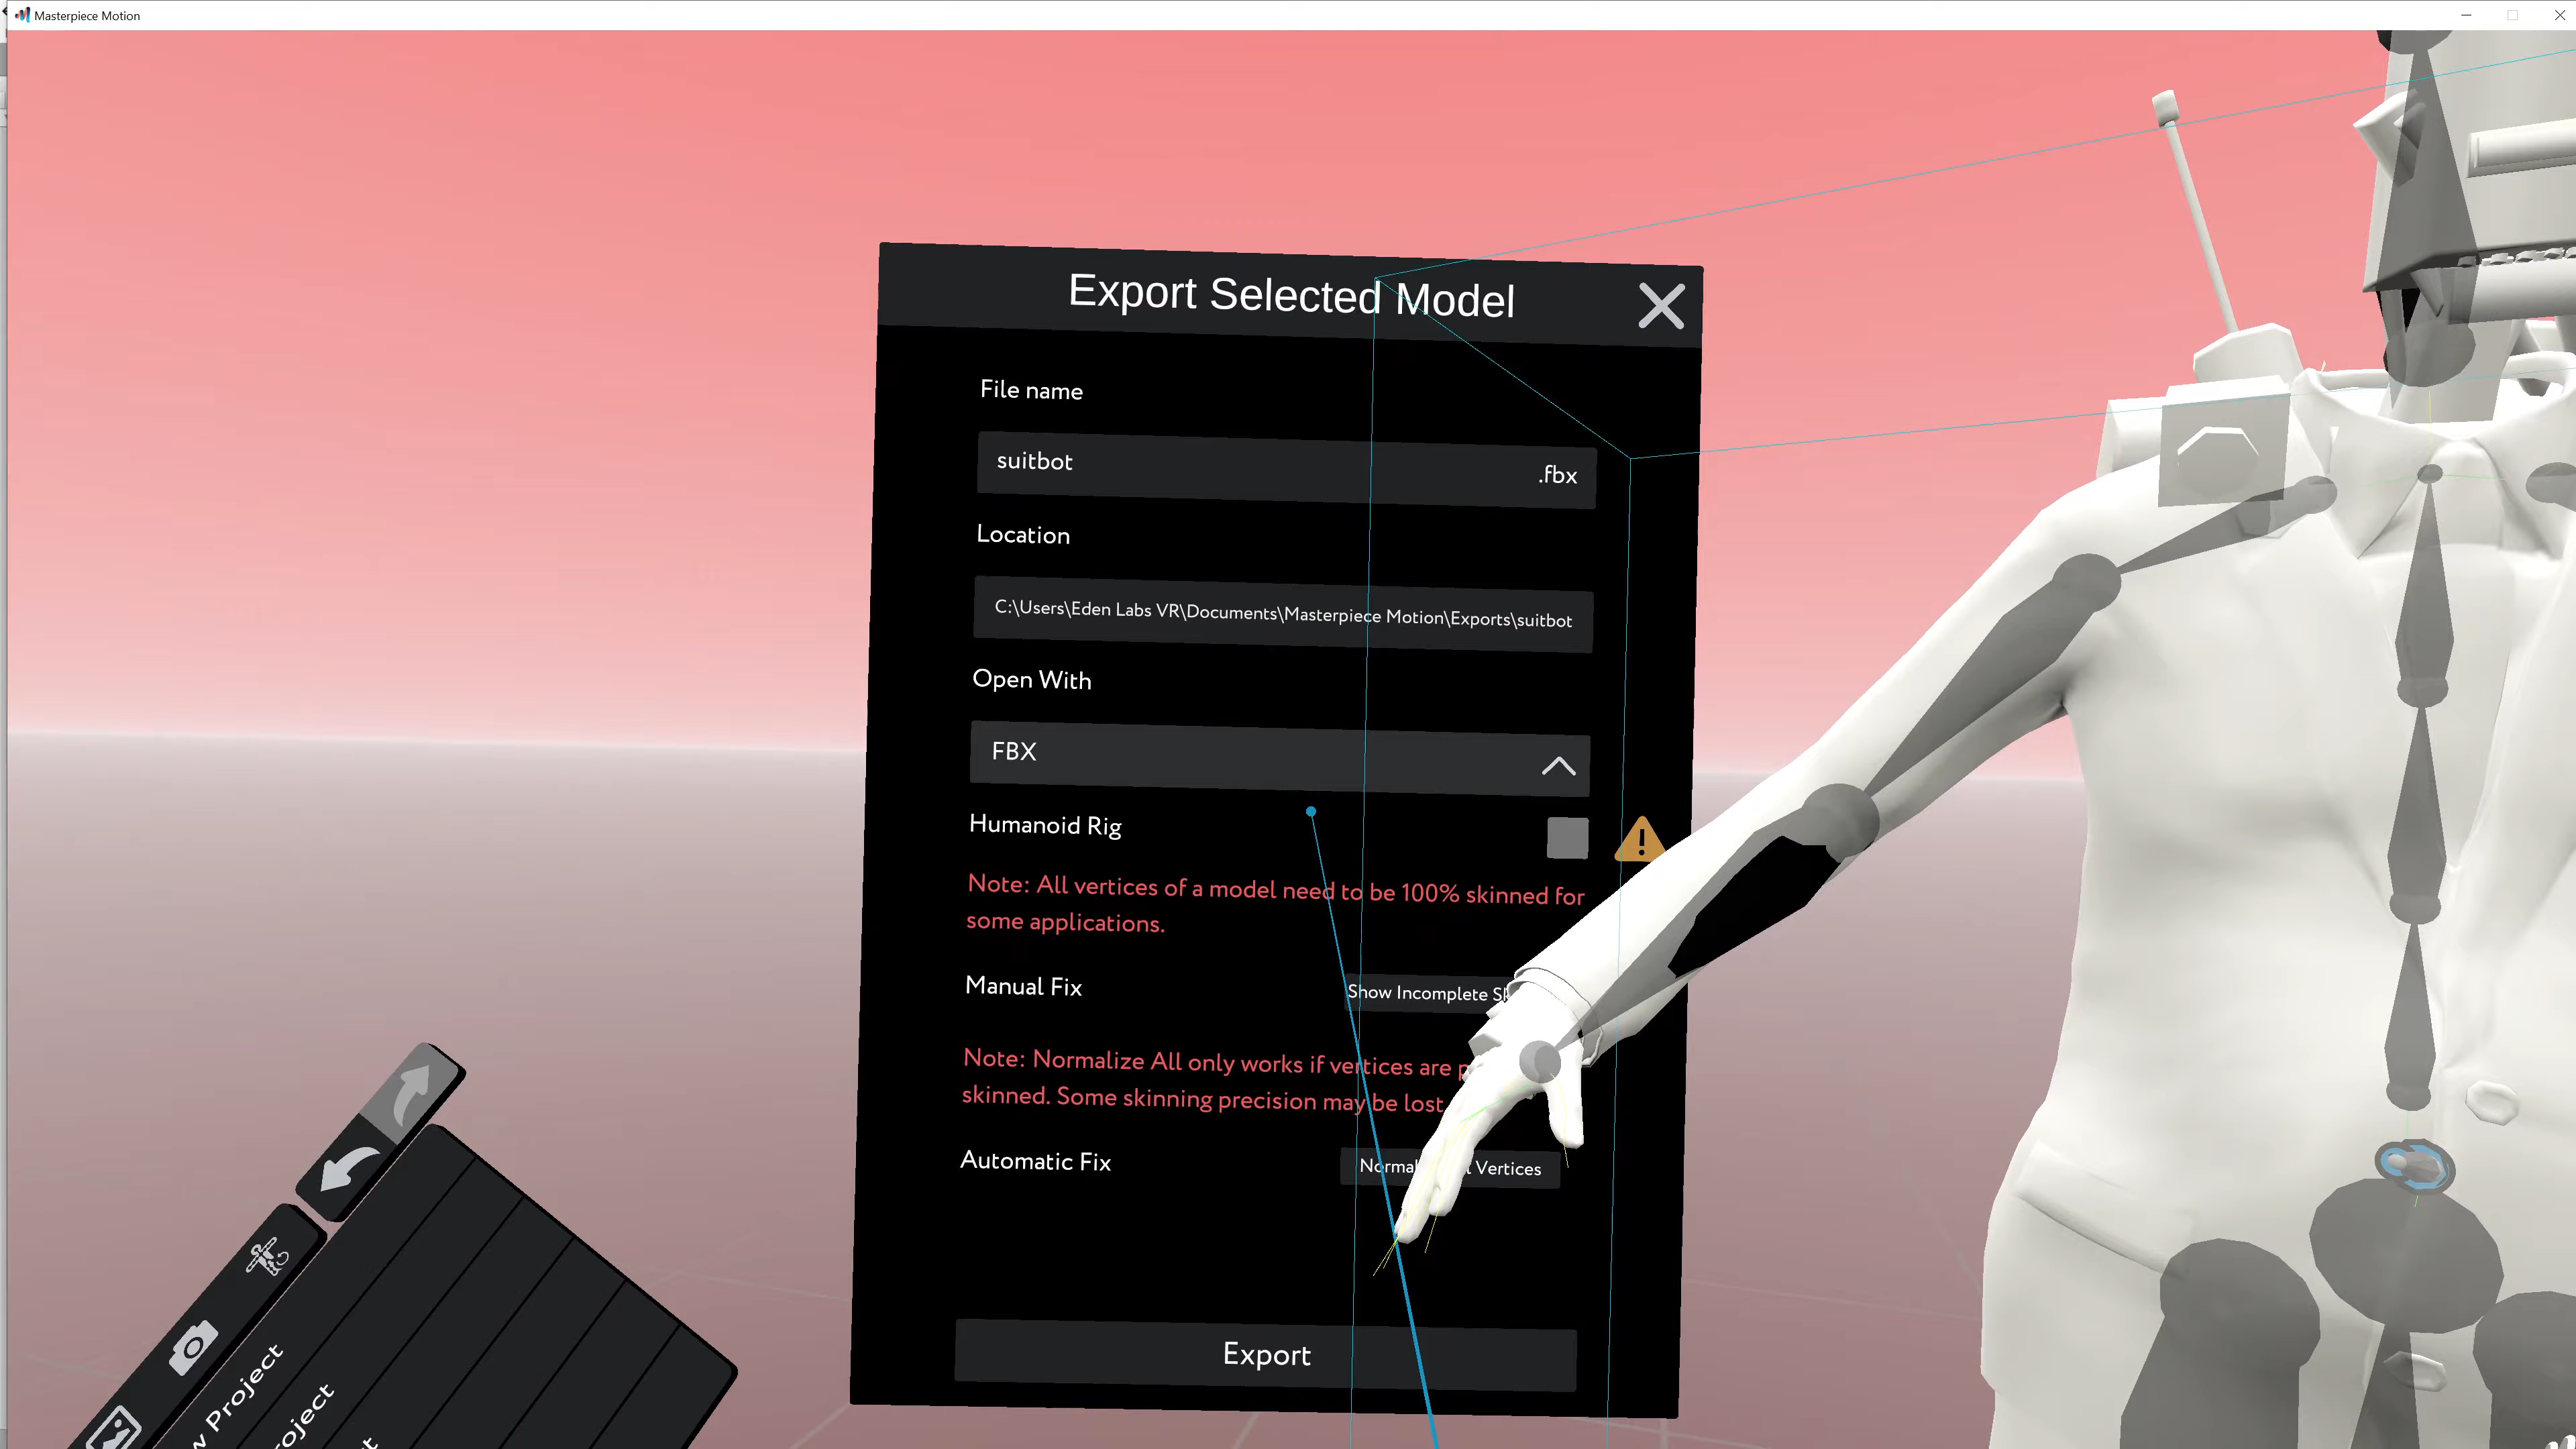 Masterpiece Motion
Export Selected Model
File name
suitbot .fbx
Location
C:\Users\Eden Labs VR\Documents\Masterpiece Motion\Exports\suitbot
Open With
FBX
Humanoid Rig
Note: All vertices of a model need to be 100% skinned for
some applications.
Manual Fix
Show Incomplete
Note: Normalize All only works if vertices are
skinned. Some skinning precision may be lost
Automatic Fix
Vertices
Export
Project